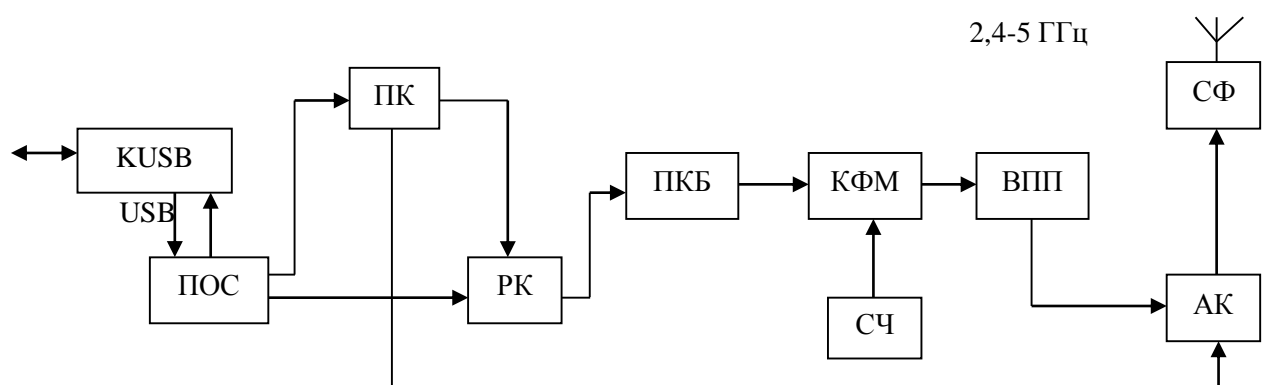 2,4-5 ГГц
СФ
ПК
KUSB
ПКБ
КФМ
ВПП
USB
ПОС
РК
АК
СЧ